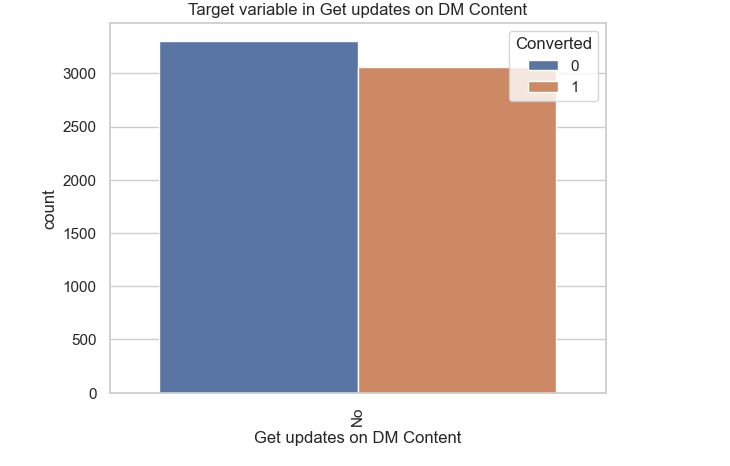 Target variable in Get updates on DM Content
Converted
0
1
3000
2500
2000
1500
1000
500
0
count
No
Get updates on DM Content